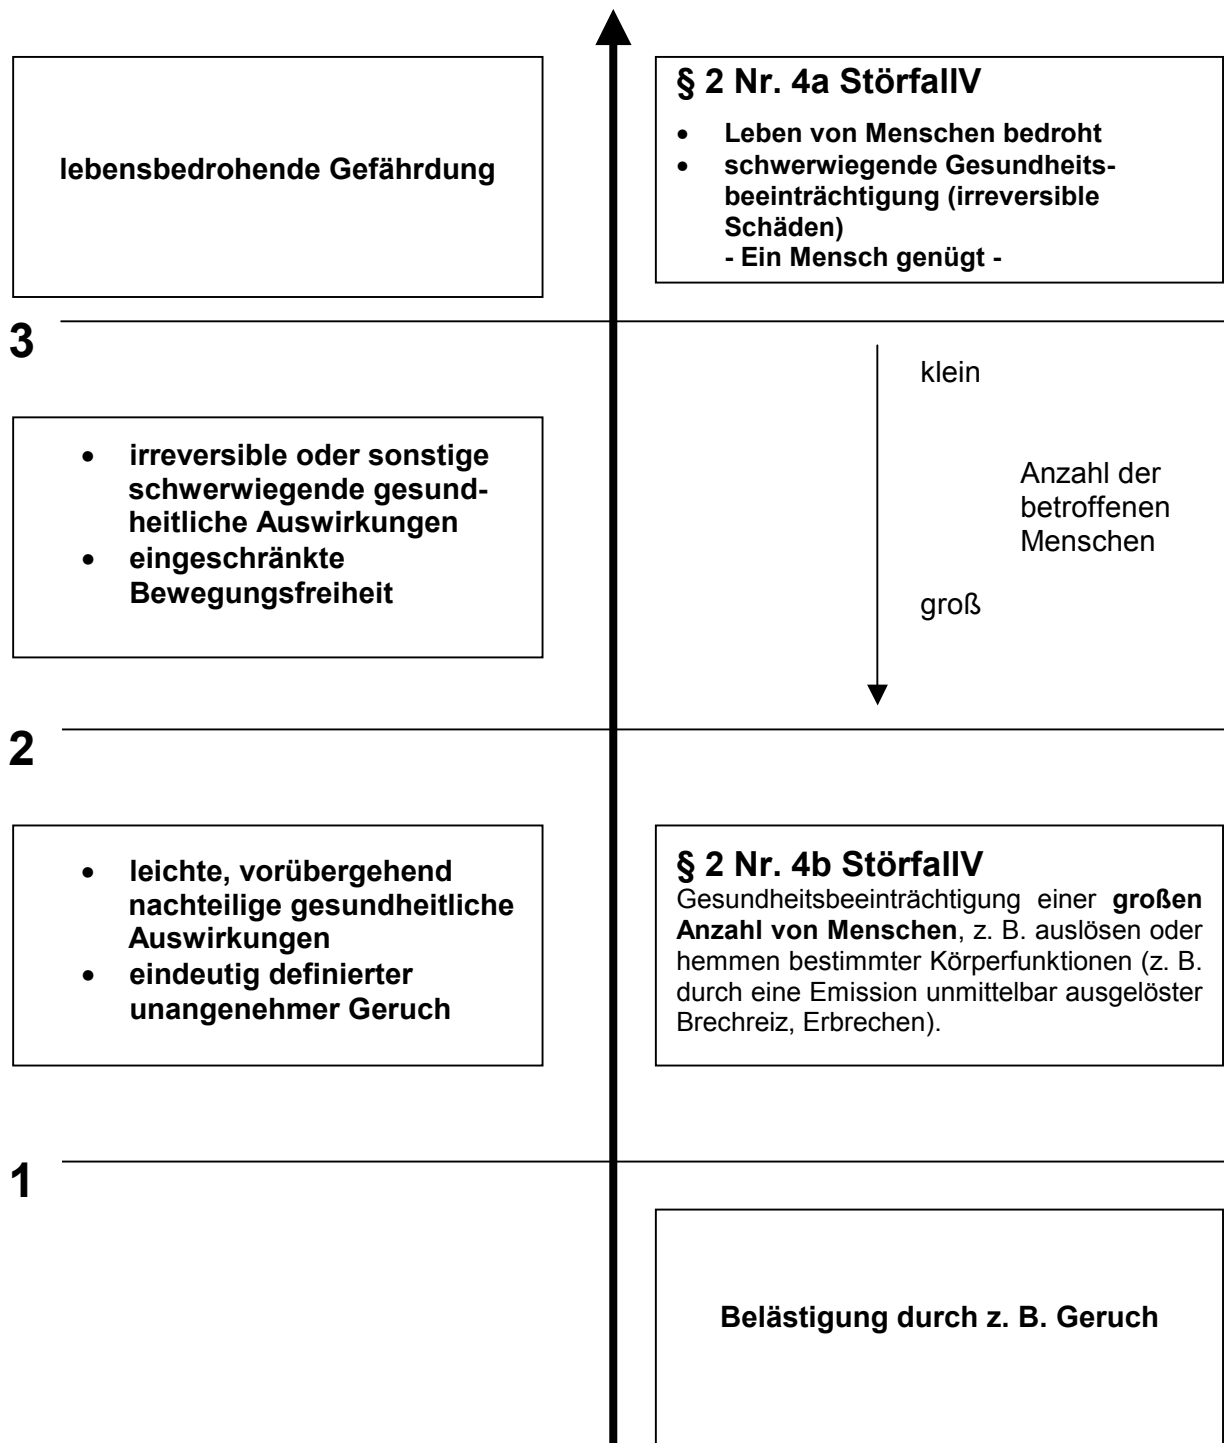 lebensbedrohende Gefährdung
§ 2 Nr. 4a StörfallV
• Leben von Menschen bedroht
• schwerwiegende Gesundheits-
beeinträchtigung (irreversible
Schäden)
- Ein Mensch genügt -
3
• irreversible oder sonstige
schwerwiegende gesund-
heitliche Auswirkungen
• eingeschränkte
Bewegungsfreiheit
klein
Anzahl der
betroffenen
Menschen
groß
2
• leichte, vorübergehend
nachteilige gesundheitliche
Auswirkungen
• eindeutig definierter
unangenehmer Geruch
§ 2 Nr. 4b StörfallV
Gesundheitsbeeinträchtigung einer großen
Anzahl von Menschen, z. B. auslösen oder
hemmen bestimmter Körperfunktionen (z. B.
durch eine Emission unmittelbar ausgelöster
Brechreiz, Erbrechen).
1
Belästigung durch z. B. Geruch